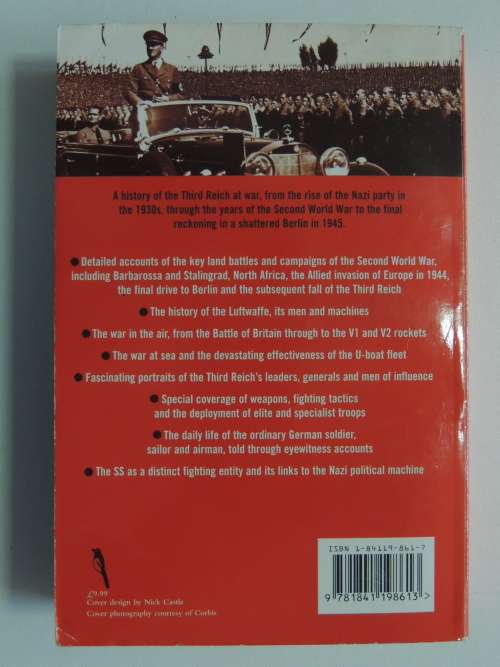 A history of the Third Reich at war, from the rise of the Nazi party in
the 1930s, through the years of the Second World War to the final
reckoning in a shattered Berlin in 1945.
● Detailed accounts of the key land battles and campaigns of the Second World War,
including Barbarossa and Stalingrad, North Africa, the Allied invasion of Europe in 1944,
the final drive to Berlin and the subsequent fall of the Third Reich
● The history of the Luftwaffe, its men and machines
● The war in the air, from the Battle of Britain through to the V1 and V2 rockets
● The war at sea and the devastating effectiveness of the U-boat fleet
● Fascinating portraits of the Third Reich's leaders, generals and men of influence
● Special coverage of weapons, fighting tactics
and the deployment of elite and specialist troops
● The daily life of the ordinary German soldier,
sailor and airman, told through eyewitness accounts
● The SS as a distinct fighting entity and its links to the Nazi political machine
ISBN 1-84119-861-7
9 781841 198613>
£9.99
Cover design by Nick Castle
Cover photography courtesy of Corbis